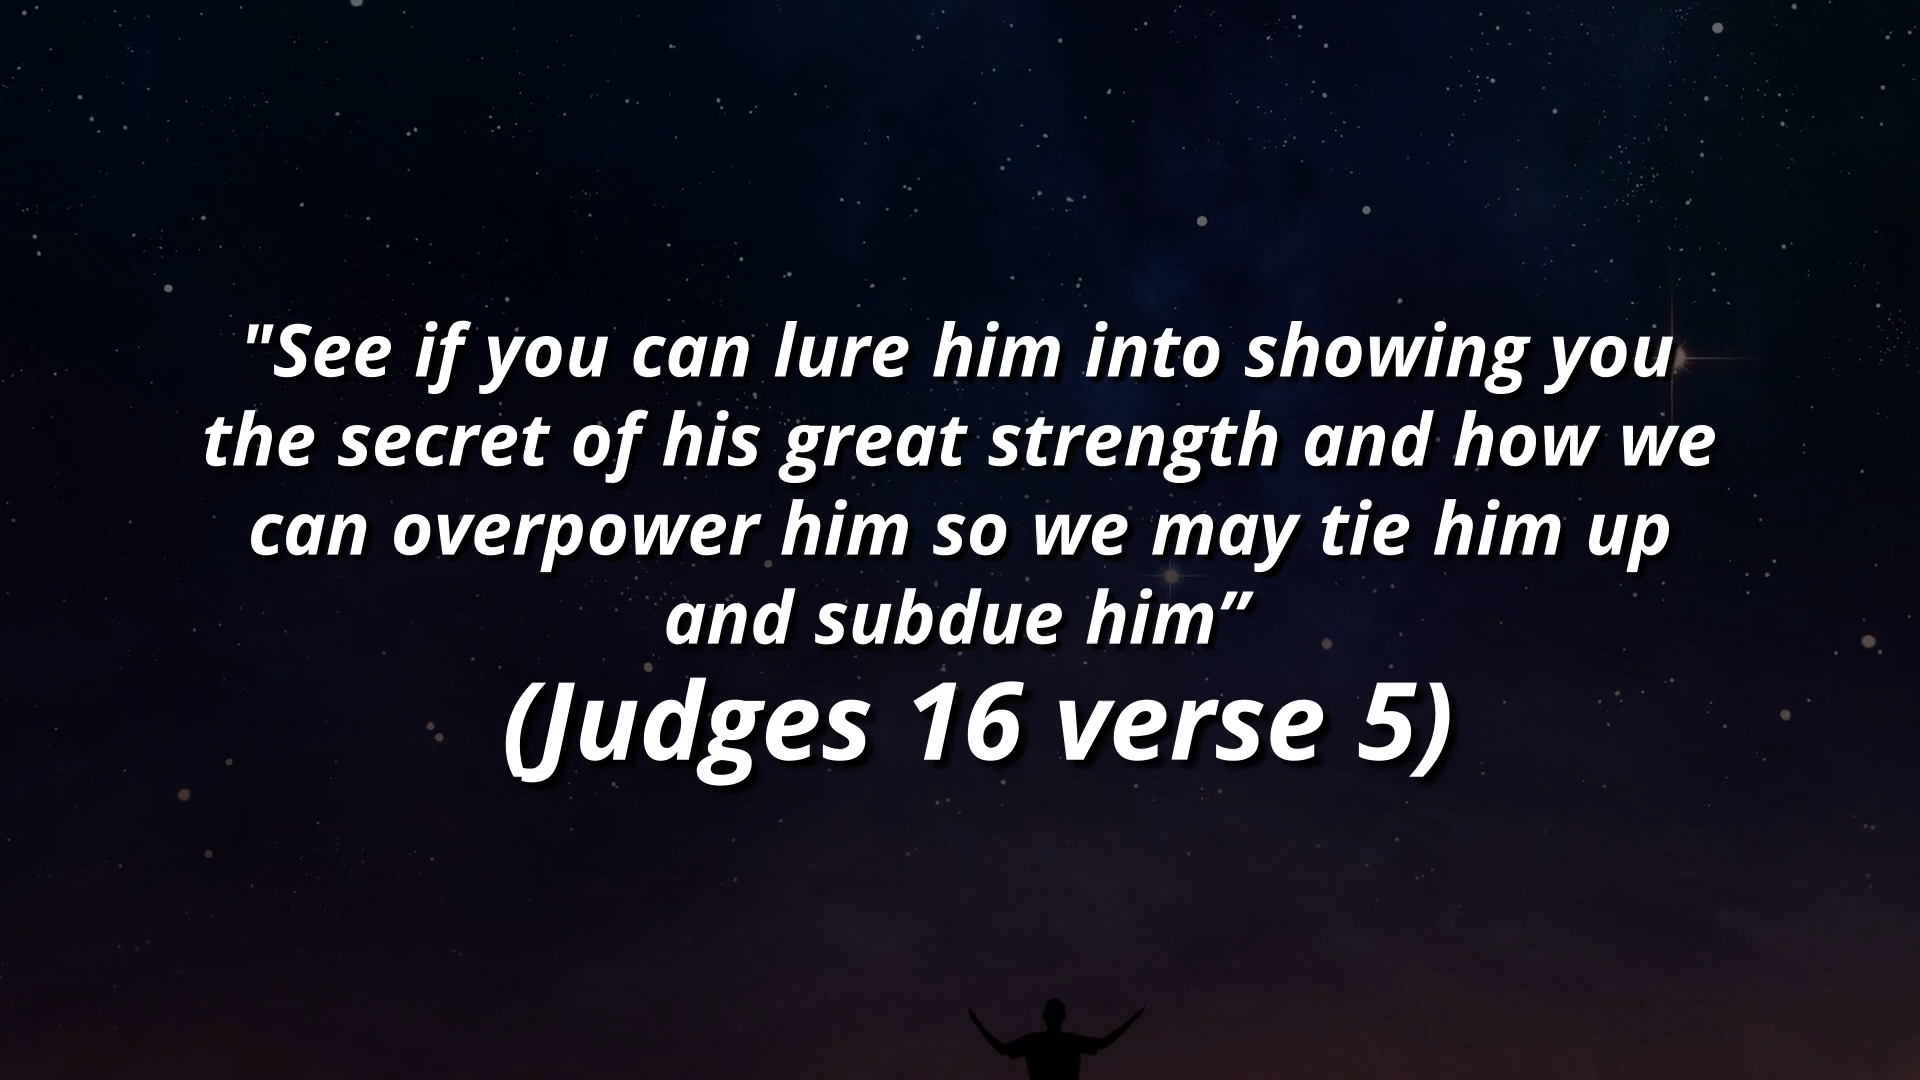 "See if you can lure him into showing you
the secret of his great strength and how we
can overpower him so we may tie him up
and subdue him”
(Judges 16 verse 5)